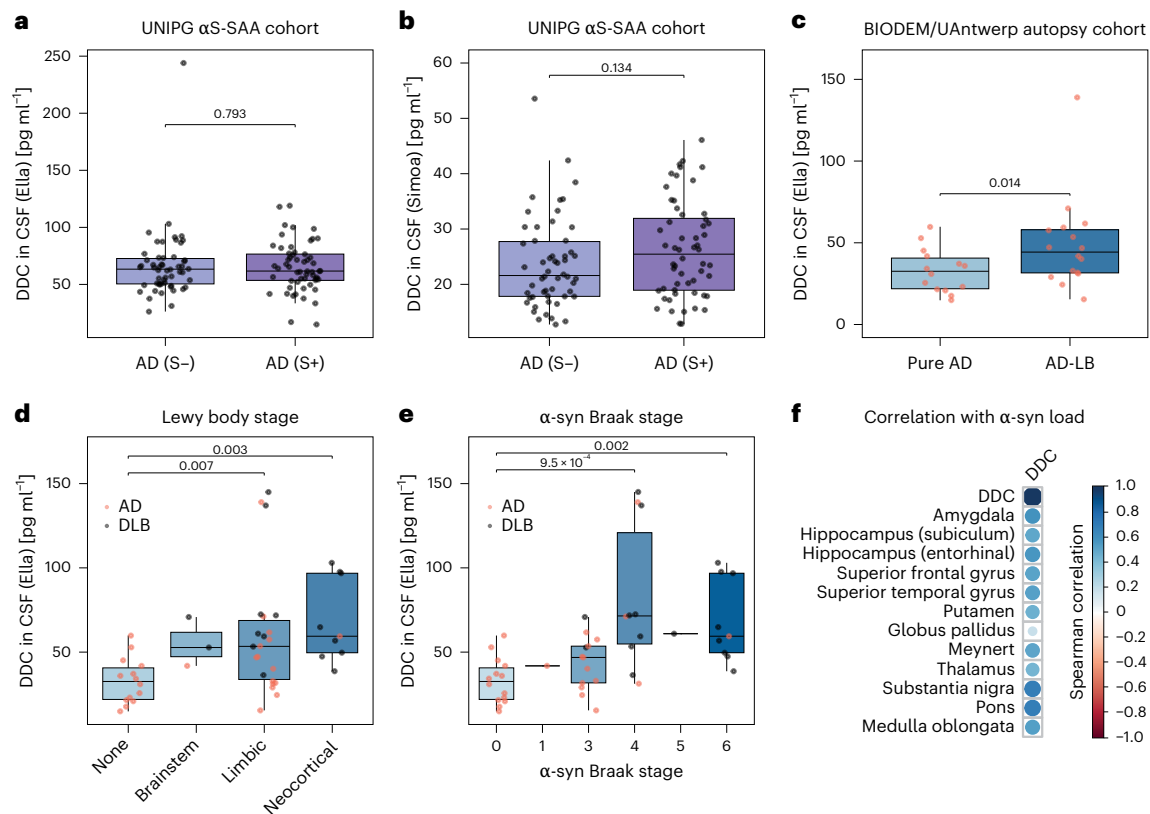 a
UNIPG αS-SAA cohort
DDC in CSF (Ella) [pg ml⁻¹]
250
200
150
100
50
0.793
AD (S−)
AD (S+)
b
UNIPG αS-SAA cohort
DDC in CSF (Simoa) [pg ml⁻¹]
60
50
40
30
20
0.134
AD (S−)
AD (S+)
c
BIODEM/UAntwerp autopsy cohort
DDC in CSF (Ella) [pg ml⁻¹]
150
100
50
0
0.014
Pure AD
AD-LB
d
Lewy body stage
DDC in CSF (Ella) [pg ml⁻¹]
150
100
50
0.003
0.007
AD
DLB
None
Brainstem
Limbic
Neocortical
e
α-syn Braak stage
DDC in CSF (Ella) [pg ml⁻¹]
150
100
50
0.002
9.5 × 10⁻⁴
AD
DLB
0
1
3
4
5
6
α-syn Braak stage
f
Correlation with α-syn load
DDC
DDC
Amygdala
Hippocampus (subiculum)
Hippocampus (entorhinal)
Superior frontal gyrus
Superior temporal gyrus
Putamen
Globus pallidus
Meynert
Thalamus
Substantia nigra
Pons
Medulla oblongata
Spearman correlation
1.0
0.8
0.6
0.4
0.2
0
−0.2
−0.4
−0.6
−0.8
−1.0